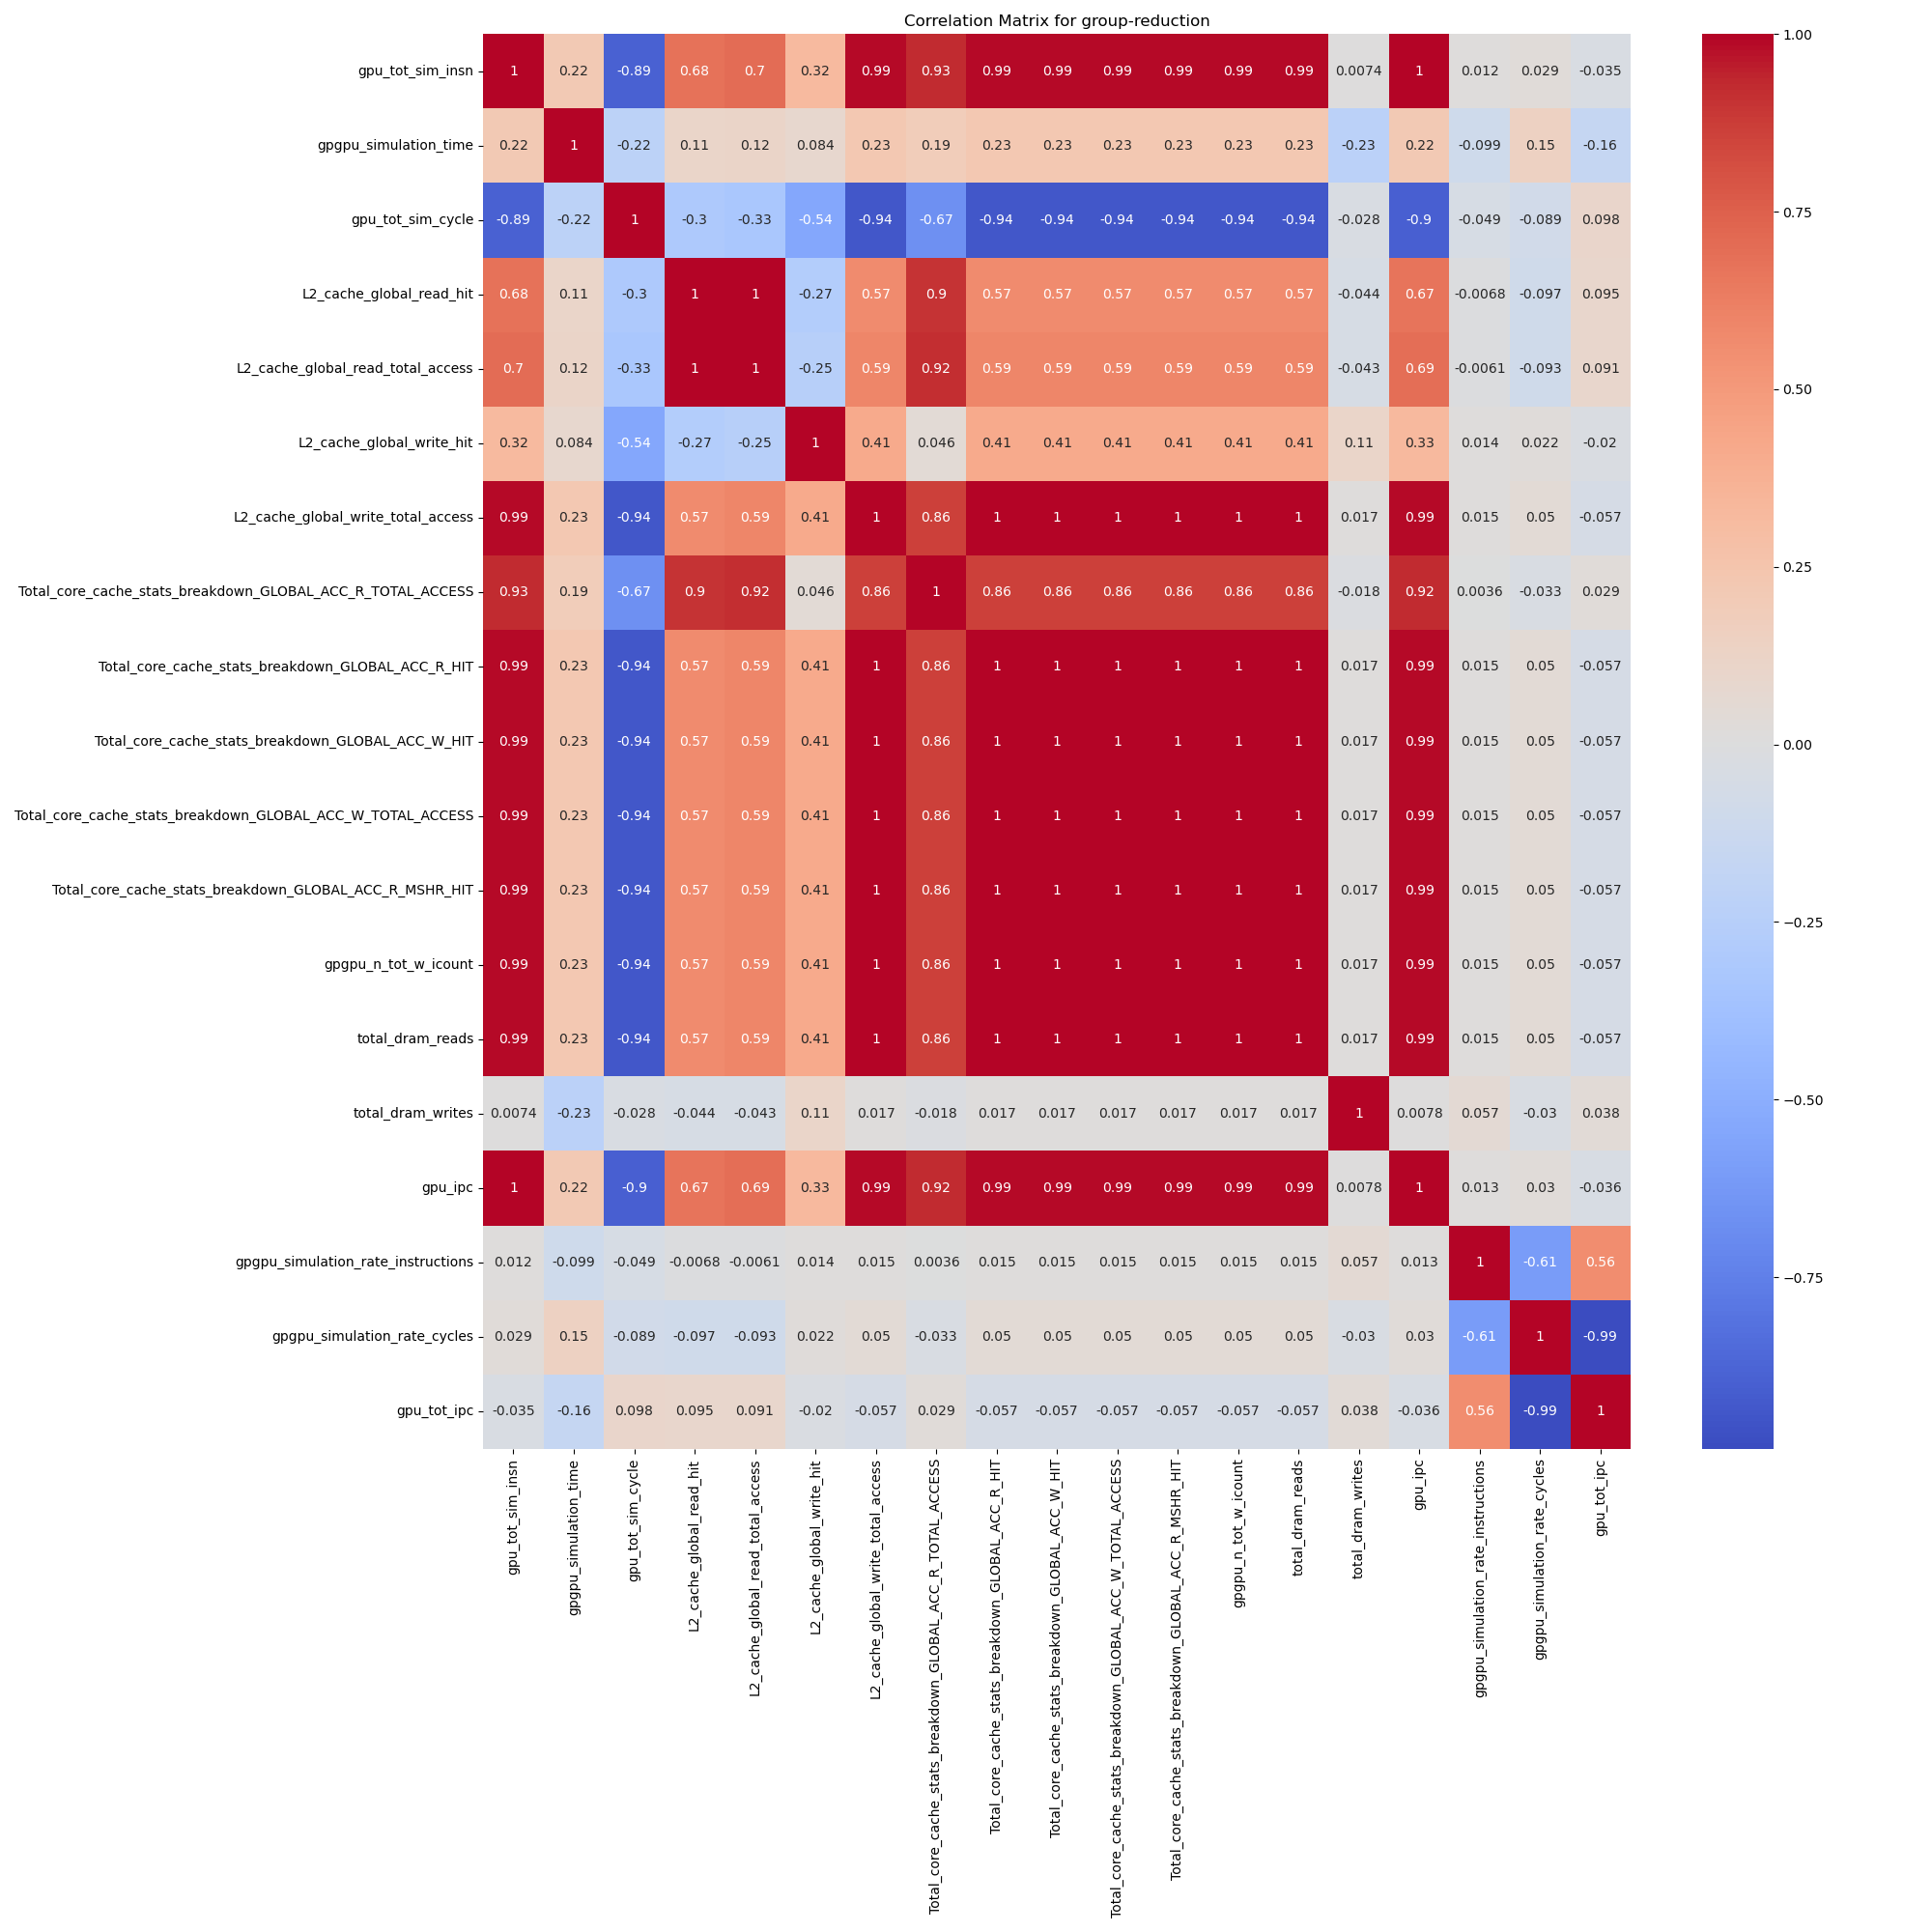 Correlation Matrix for group-reduction
gpu_tot_sim_insn 1 0.22 -0.89 0.68 0.7 0.32 0.99 0.93 0.99 0.99 0.99 0.99 0.99 0.99 0.0074 1 0.012 0.029 -0.035
gpgpu_simulation_time 0.22 1 -0.22 0.11 0.12 0.084 0.23 0.19 0.23 0.23 0.23 0.23 0.23 0.23 -0.23 0.22 -0.099 0.15 -0.16
gpu_tot_sim_cycle -0.89 -0.22 1 -0.3 -0.33 -0.54 -0.94 -0.67 -0.94 -0.94 -0.94 -0.94 -0.94 -0.94 -0.028 -0.9 -0.049 -0.089 0.098
L2_cache_global_read_hit 0.68 0.11 -0.3 1 1 -0.27 0.57 0.9 0.57 0.57 0.57 0.57 0.57 0.57 -0.044 0.67 -0.0068 -0.097 0.095
L2_cache_global_read_total_access 0.7 0.12 -0.33 1 1 -0.25 0.59 0.92 0.59 0.59 0.59 0.59 0.59 0.59 -0.043 0.69 -0.0061 -0.093 0.091
L2_cache_global_write_hit 0.32 0.084 -0.54 -0.27 -0.25 1 0.41 0.046 0.41 0.41 0.41 0.41 0.41 0.41 0.11 0.33 0.014 0.022 -0.02
L2_cache_global_write_total_access 0.99 0.23 -0.94 0.57 0.59 0.41 1 0.86 1 1 1 1 1 1 0.017 0.99 0.015 0.05 -0.057
Total_core_cache_stats_breakdown_GLOBAL_ACC_R_TOTAL_ACCESS 0.93 0.19 -0.67 0.9 0.92 0.046 0.86 1 0.86 0.86 0.86 0.86 0.86 0.86 -0.018 0.92 0.0036 -0.033 0.029
Total_core_cache_stats_breakdown_GLOBAL_ACC_R_HIT 0.99 0.23 -0.94 0.57 0.59 0.41 1 0.86 1 1 1 1 1 1 0.017 0.99 0.015 0.05 -0.057
Total_core_cache_stats_breakdown_GLOBAL_ACC_W_HIT 0.99 0.23 -0.94 0.57 0.59 0.41 1 0.86 1 1 1 1 1 1 0.017 0.99 0.015 0.05 -0.057
Total_core_cache_stats_breakdown_GLOBAL_ACC_W_TOTAL_ACCESS 0.99 0.23 -0.94 0.57 0.59 0.41 1 0.86 1 1 1 1 1 1 0.017 0.99 0.015 0.05 -0.057
Total_core_cache_stats_breakdown_GLOBAL_ACC_R_MSHR_HIT 0.99 0.23 -0.94 0.57 0.59 0.41 1 0.86 1 1 1 1 1 1 0.017 0.99 0.015 0.05 -0.057
gpgpu_n_tot_w_icount 0.99 0.23 -0.94 0.57 0.59 0.41 1 0.86 1 1 1 1 1 1 0.017 0.99 0.015 0.05 -0.057
total_dram_reads 0.99 0.23 -0.94 0.57 0.59 0.41 1 0.86 1 1 1 1 1 1 0.017 0.99 0.015 0.05 -0.057
total_dram_writes 0.0074 -0.23 -0.028 -0.044 -0.043 0.11 0.017 -0.018 0.017 0.017 0.017 0.017 0.017 0.017 1 0.0078 0.057 -0.03 0.038
gpu_ipc 1 0.22 -0.9 0.67 0.69 0.33 0.99 0.92 0.99 0.99 0.99 0.99 0.99 0.99 0.0078 1 0.013 0.03 -0.036
gpgpu_simulation_rate_instructions 0.012 -0.099 -0.049 -0.0068 -0.0061 0.014 0.015 0.0036 0.015 0.015 0.015 0.015 0.015 0.015 0.057 0.013 1 -0.61 0.56
gpgpu_simulation_rate_cycles 0.029 0.15 -0.089 -0.097 -0.093 0.022 0.05 -0.033 0.05 0.05 0.05 0.05 0.05 0.05 -0.03 0.03 -0.61 1 -0.99
gpu_tot_ipc -0.035 -0.16 0.098 0.095 0.091 -0.02 -0.057 0.029 -0.057 -0.057 -0.057 -0.057 -0.057 -0.057 0.038 -0.036 0.56 -0.99 1
gpu_tot_sim_insn
gpgpu_simulation_time
gpu_tot_sim_cycle
L2_cache_global_read_hit
L2_cache_global_read_total_access
L2_cache_global_write_hit
L2_cache_global_write_total_access
Total_core_cache_stats_breakdown_GLOBAL_ACC_R_TOTAL_ACCESS
Total_core_cache_stats_breakdown_GLOBAL_ACC_R_HIT
Total_core_cache_stats_breakdown_GLOBAL_ACC_W_HIT
Total_core_cache_stats_breakdown_GLOBAL_ACC_W_TOTAL_ACCESS
Total_core_cache_stats_breakdown_GLOBAL_ACC_R_MSHR_HIT
gpgpu_n_tot_w_icount
total_dram_reads
total_dram_writes
gpu_ipc
gpgpu_simulation_rate_instructions
gpgpu_simulation_rate_cycles
gpu_tot_ipc
1.00
0.75
0.50
0.25
0.00
−0.25
−0.50
−0.75